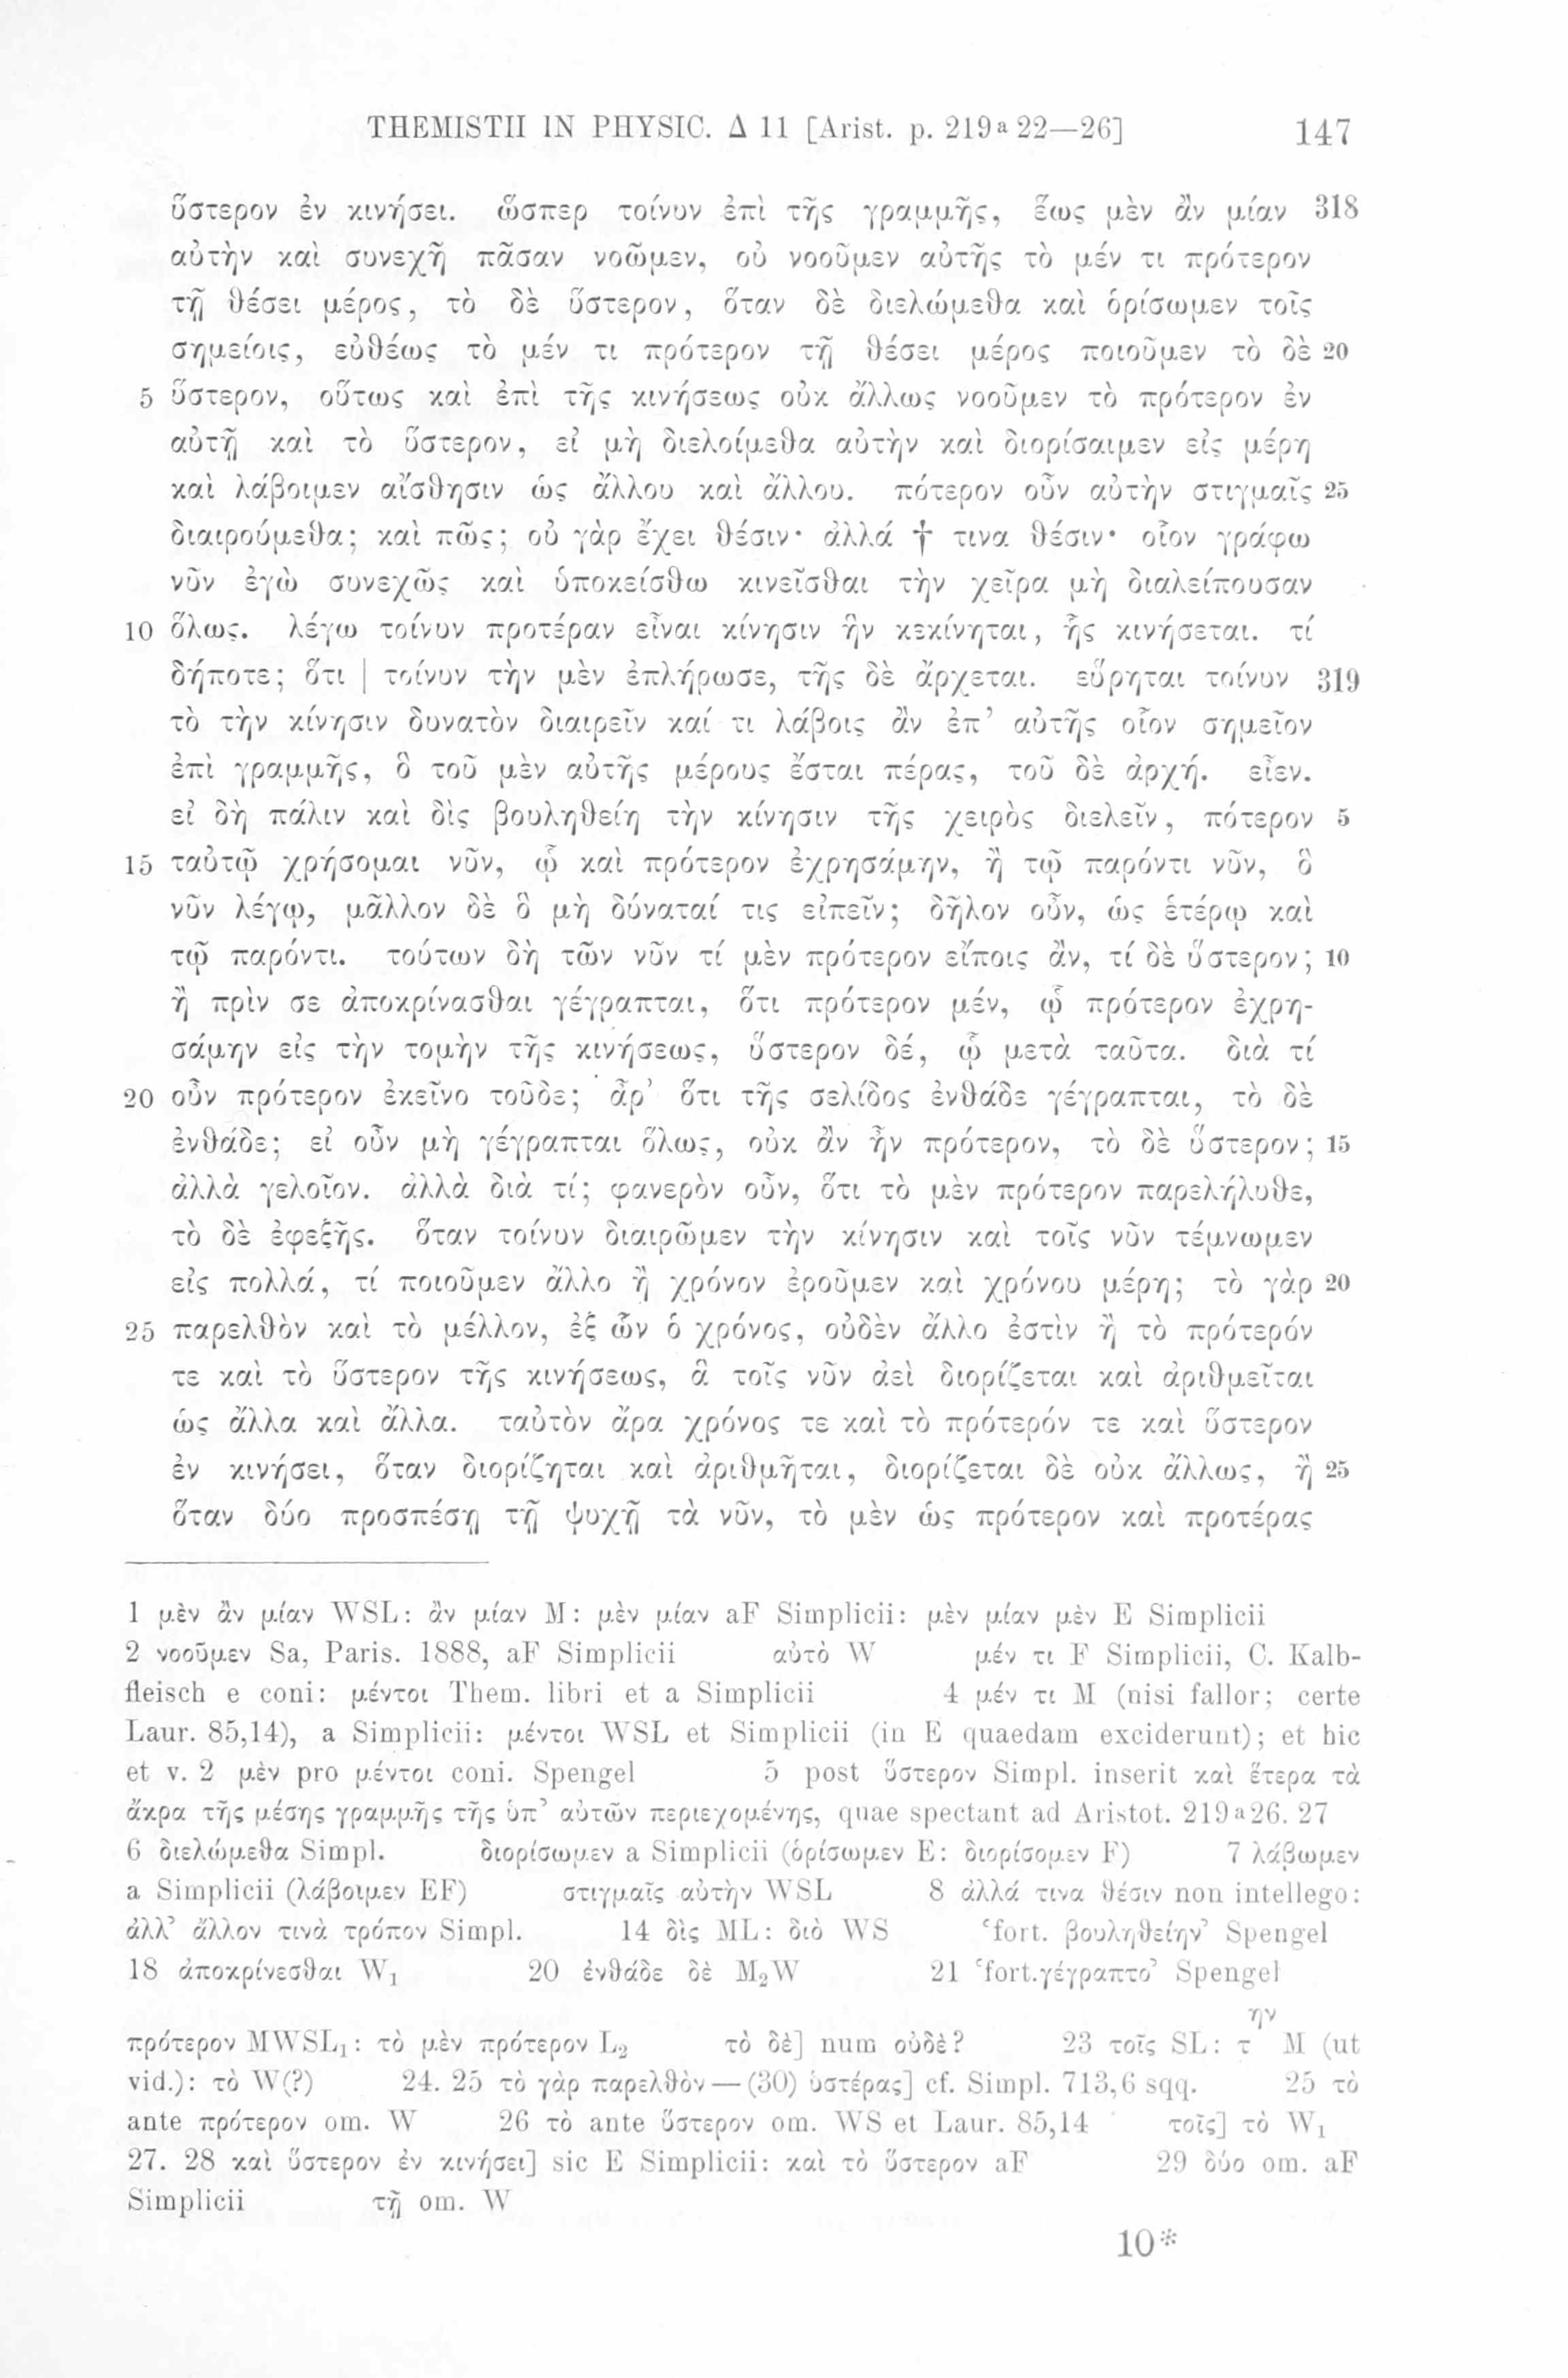 THEMISTII IN PHYSIC. Δ 11 [Arist. p. 219ᵃ 22—26] 147
ὕστερον ἐν κινήσει. ὥσπερ τοίνυν ἐπὶ τῆς γραμμῆς, ἕως μὲν ἂν μίαν 318
αὐτὴν καὶ συνεχῆ πᾶσαν νοῶμεν, οὐ νοοῦμεν αὐτῆς τὸ μέν τι πρότερον
τῇ θέσει μέρος, τὸ δὲ ὕστερον, ὅταν δὲ διελώμεθα καὶ ὁρίσωμεν τοῖς
σημείοις, εὐθέως τὸ μέν τι πρότερον τῇ θέσει μέρος ποιοῦμεν τὸ δὲ 20
5 ὕστερον, οὕτως καὶ ἐπὶ τῆς κινήσεως οὐκ ἄλλως νοοῦμεν τὸ πρότερον ἐν
αὐτῇ καὶ τὸ ὕστερον, εἰ μὴ διελοίμεθα αὐτὴν καὶ διορίσαιμεν εἰς μέρη
καὶ λάβοιμεν αἴσθησιν ὡς ἄλλου καὶ ἄλλου. πότερον οὖν αὐτὴν στιγμαῖς 25
διαιρούμεθα; καὶ πῶς; οὐ γὰρ ἔχει θέσιν· ἀλλά † τινα θέσιν· οἷον γράφω
νῦν ἐγὼ συνεχῶς καὶ ὑποκείσθω κινεῖσθαι τὴν χεῖρα μὴ διαλείπουσαν
10 ὅλως. λέγω τοίνυν προτέραν εἶναι κίνησιν ἣν κεκίνηται, ἧς κινήσεται. τί
δήποτε; ὅτι | τοίνυν τὴν μὲν ἐπλήρωσε, τῆς δὲ ἄρχεται. εὕρηται τοίνυν 319
τὸ τὴν κίνησιν δυνατὸν διαιρεῖν καί τι λάβοις ἂν ἐπ’ αὐτῆς οἷον σημεῖον
ἐπὶ γραμμῆς, ὃ τοῦ μὲν αὐτῆς μέρους ἔσται πέρας, τοῦ δὲ ἀρχή. εἶεν.
εἰ δὴ πάλιν καὶ δὶς βουληθείη τὴν κίνησιν τῆς χειρὸς διελεῖν, πότερον 5
15 ταὐτῷ χρήσομαι νῦν, ᾧ καὶ πρότερον ἐχρησάμην, ἢ τῷ παρόντι νῦν, ὃ
νῦν λέγῳ, μᾶλλον δὲ ὃ μὴ δύναταί τις εἰπεῖν; δῆλον οὖν, ὡς ἑτέρῳ καὶ
τῷ παρόντι. τούτων δὴ τῶν νῦν τί μὲν πρότερον εἴποις ἄν, τί δὲ ὕστερον; 10
ἢ πρὶν σε ἀποκρίνασθαι γέγραπται, ὅτι πρότερον μέν, ᾧ πρότερον ἐχρη-
σάμην εἰς τὴν τομὴν τῆς κινήσεως, ὕστερον δέ, ᾧ μετὰ ταῦτα. διὰ τί
20 οὖν πρότερον ἐκεῖνο τοῦδε; ἆρ’ ὅτι τῆς σελίδος ἐνθάδε γέγραπται, τὸ δὲ
ἐνθάδε; εἰ οὖν μὴ γέγραπται ὅλως, οὐκ ἂν ἦν πρότερον, τὸ δὲ ὕστερον; 15
ἀλλὰ γελοῖον. ἀλλὰ διὰ τί; φανερὸν οὖν, ὅτι τὸ μὲν πρότερον παρελήλυθε,
τὸ δὲ ἐφεξῆς. ὅταν τοίνυν διαιρῶμεν τὴν κίνησιν καὶ τοῖς νῦν τέμνωμεν
εἰς πολλά, τί ποιοῦμεν ἄλλο ἢ χρόνον ἐροῦμεν καὶ χρόνου μέρη; τὸ γὰρ 20
25 παρελθὸν καὶ τὸ μέλλον, ἐξ ὧν ὁ χρόνος, οὐδὲν ἄλλο ἐστὶν ἢ τὸ πρότερόν
τε καὶ τὸ ὕστερον τῆς κινήσεως, ἃ τοῖς νῦν ἀεὶ διορίζεται καὶ ἀριθμεῖται
ὡς ἄλλα καὶ ἄλλα. ταὐτὸν ἄρα χρόνος τε καὶ τὸ πρότερόν τε καὶ ὕστερον
ἐν κινήσει, ὅταν διορίζηται καὶ ἀριθμῆται, διορίζεται δὲ οὐκ ἄλλως, ἢ 25
ὅταν δύο προσπέσῃ τῇ ψυχῇ τὰ νῦν, τὸ μὲν ὡς πρότερον καὶ προτέρας
1 μὲν ἂν μίαν WSL: ἂν μίαν M: μὲν μίαν aF Simplicii: μὲν μίαν μὲν E Simplicii
2 νοοῦμεν Sa, Paris. 1888, aF Simplicii αὐτὸ W μέν τι F Simplicii, C. Kalb-
fleisch e coni: μέντοι Them. libri et a Simplicii 4 μέν τι M (nisi fallor; certe
Laur. 85,14), a Simplicii: μέντοι WSL et Simplicii (in E quaedam exciderunt); et hic
et v. 2 μὲν pro μέντοι coni. Spengel 5 post ὕστερον Simpl. inserit καὶ ἕτερα τὰ
ἄκρα τῆς μέσης γραμμῆς τῆς ὑπ’ αὐτῶν περιεχομένης, quae spectant ad Aristot. 219ᵃ26. 27
6 διελώμεθα Simpl. διορίσωμεν a Simplicii (ὁρίσωμεν E: διορίσομεν F) 7 λάβωμεν
a Simplicii (λάβοιμεν EF) στιγμαῖς αὐτὴν WSL 8 ἀλλά τινα θέσιν non intellego:
ἀλλ’ ἄλλον τινὰ τρόπον Simpl. 14 δὶς ML: διὸ WS ‘fort. βουληθείην’ Spengel
18 ἀποκρίνεσθαι W₁ 20 ἐνθάδε δὲ M₂W 21 ‘fort. γέγραπτο’ Spengel
ην
πρότερον MWSL₁: τὸ μὲν πρότερον L₂ τὸ δὲ] num οὐδὲ? 23 τοῖς SL: τ M (ut
vid.): τὸ W(?) 24. 25 τὸ γὰρ παρελθὸν — (30) ὑστέρας] cf. Simpl. 713,6 sqq. 25 τὸ
ante πρότερον om. W 26 τὸ ante ὕστερον om. WS et Laur. 85,14 τοῖς] τὸ W₁
27. 28 καὶ ὕστερον ἐν κινήσει] sic E Simplicii: καὶ τὸ ὕστερον aF 29 δύο om. aF
Simplicii τῇ om. W
10*